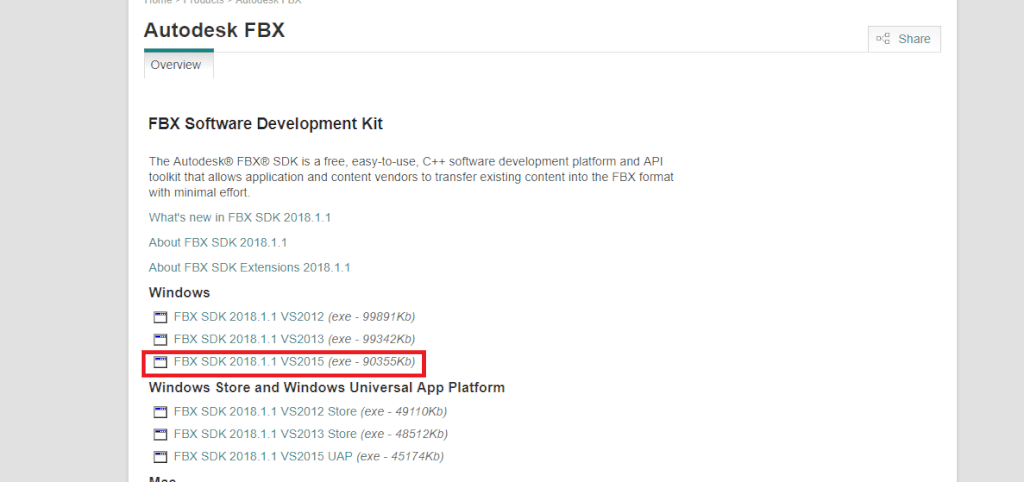 Home > Products > Autodesk FBX
Autodesk FBX
Share
Overview
FBX Software Development Kit
The Autodesk® FBX® SDK is a free, easy-to-use, C++ software development platform and API
toolkit that allows application and content vendors to transfer existing content into the FBX format
with minimal effort.
What's new in FBX SDK 2018.1.1
About FBX SDK 2018.1.1
About FBX SDK Extensions 2018.1.1
Windows
FBX SDK 2018.1.1 VS2012 (exe - 99891Kb)
FBX SDK 2018.1.1 VS2013 (exe - 99342Kb)
FBX SDK 2018.1.1 VS2015 (exe - 90355Kb)
Windows Store and Windows Universal App Platform
FBX SDK 2018.1.1 VS2012 Store (exe - 49110Kb)
FBX SDK 2018.1.1 VS2013 Store (exe - 48512Kb)
FBX SDK 2018.1.1 VS2015 UAP (exe - 45174Kb)
Mac